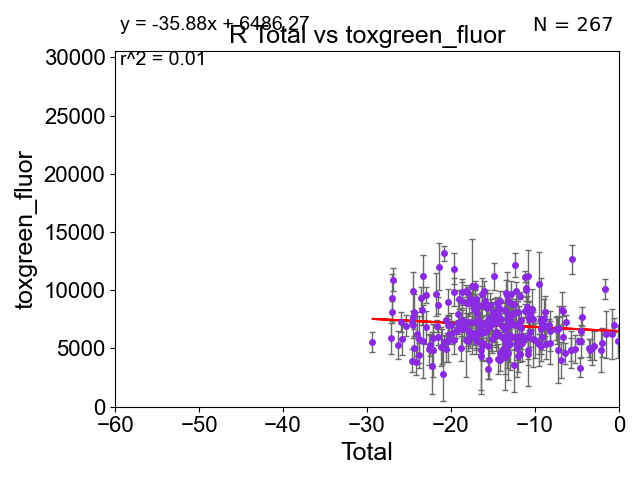 y = -35.88x + 6486.27
N = 267
R Total vs toxgreen_fluor
r^2 = 0.01
30000
25000
20000
15000
10000
5000
0
toxgreen_fluor
−60
−50
−40
−30
−20
−10
0
Total